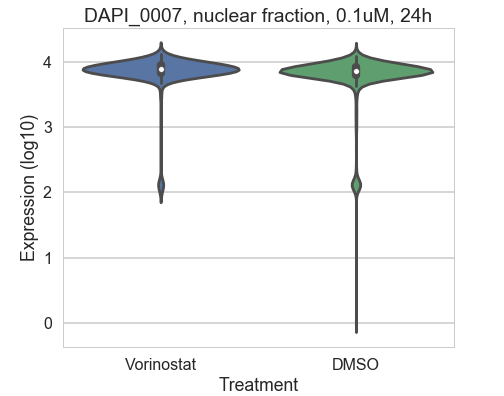 DAPI_0007, nuclear fraction, 0.1uM, 24h
Expression (log10)
4
3
2
1
0
Vorinostat
DMSO
Treatment